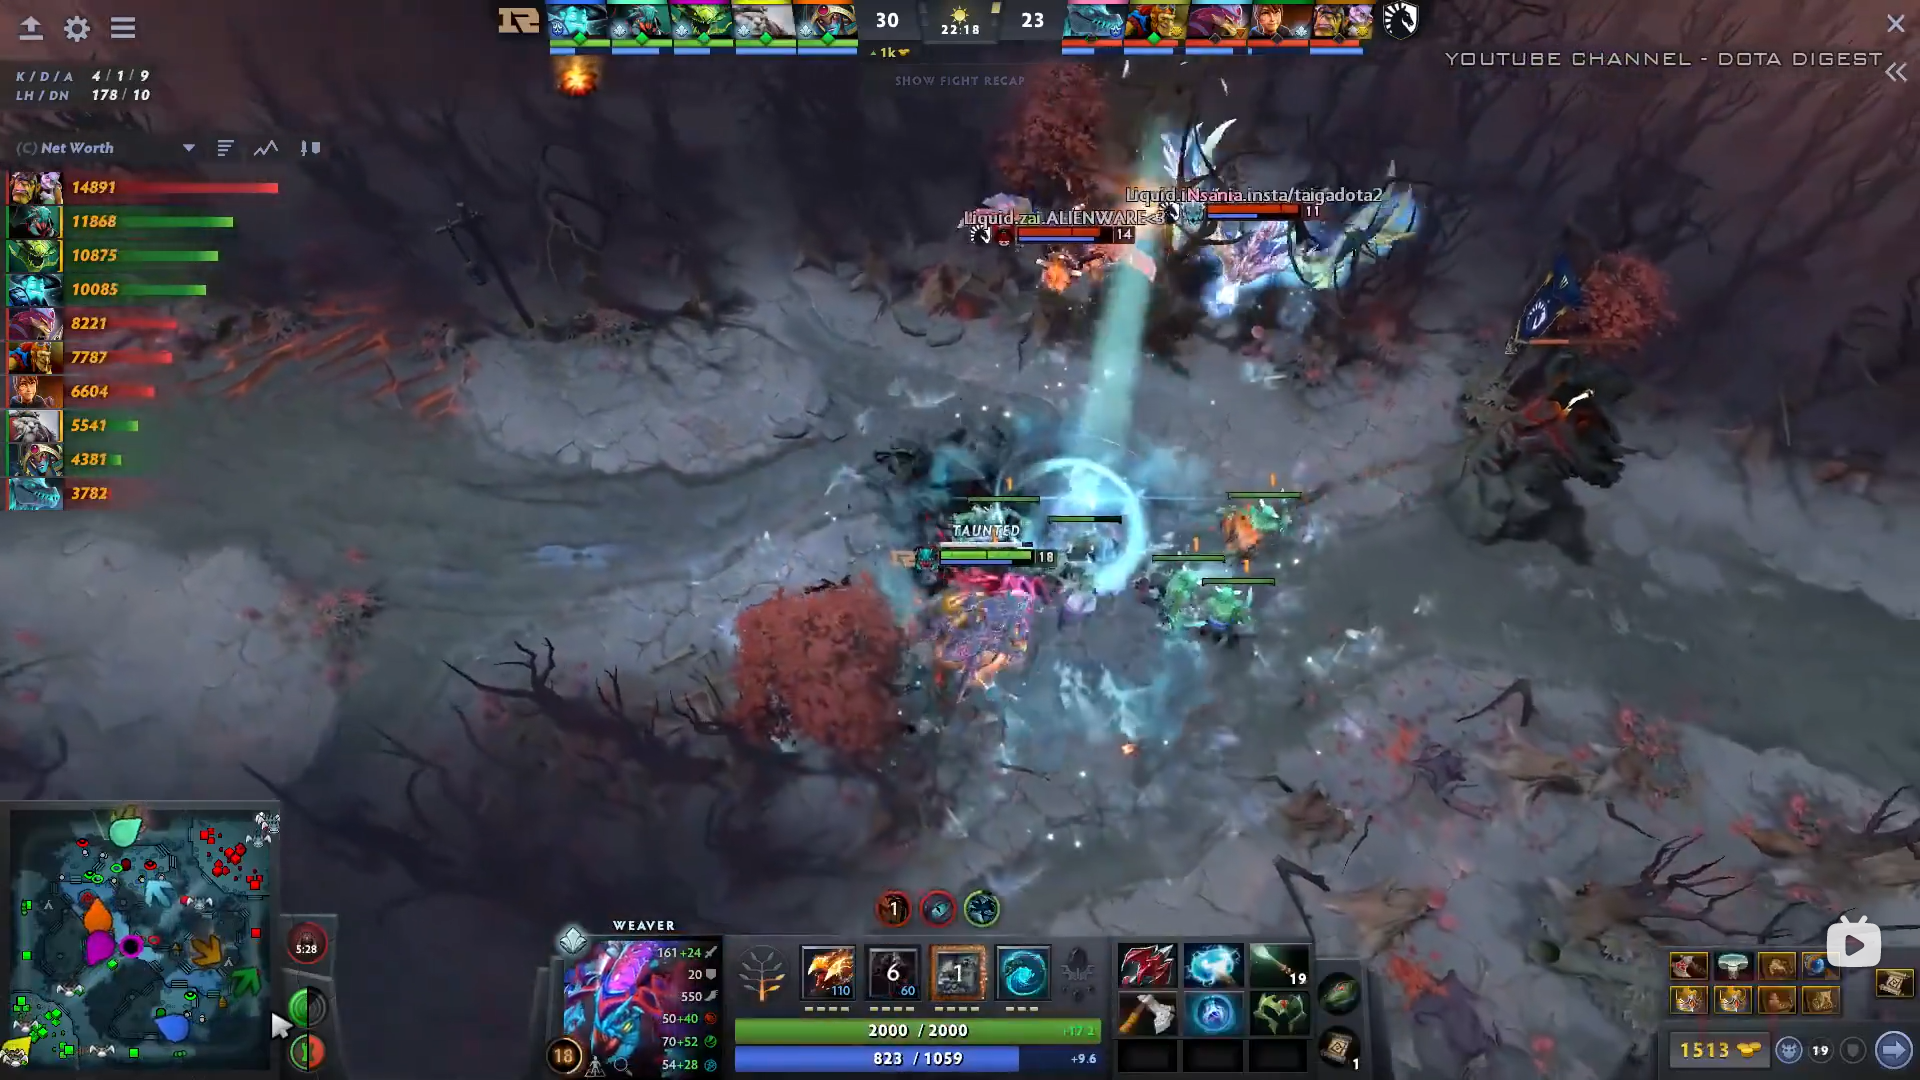 30
22:18
23
1k
SHOW FIGHT RECAP
YOUTUBE CHANNEL - DOTA DIGEST
K / D / A 4 / 1 / 9
LH / DN 178 / 10
(C) Net Worth
14891
11868
10875
10085
8221
7787
6604
5541
4381
3782
Liquid.iNsania.insta/taigadota2
11
Liquid.zai.ALIENWARE<3
14
TAUNTED
18
5:28
WEAVER
161 +24
20
550
50+40
70+52
54+28
18
110
6
60
1
1
2000 / 2000
+17.2
823 / 1059
+9.6
19
1
1513
19